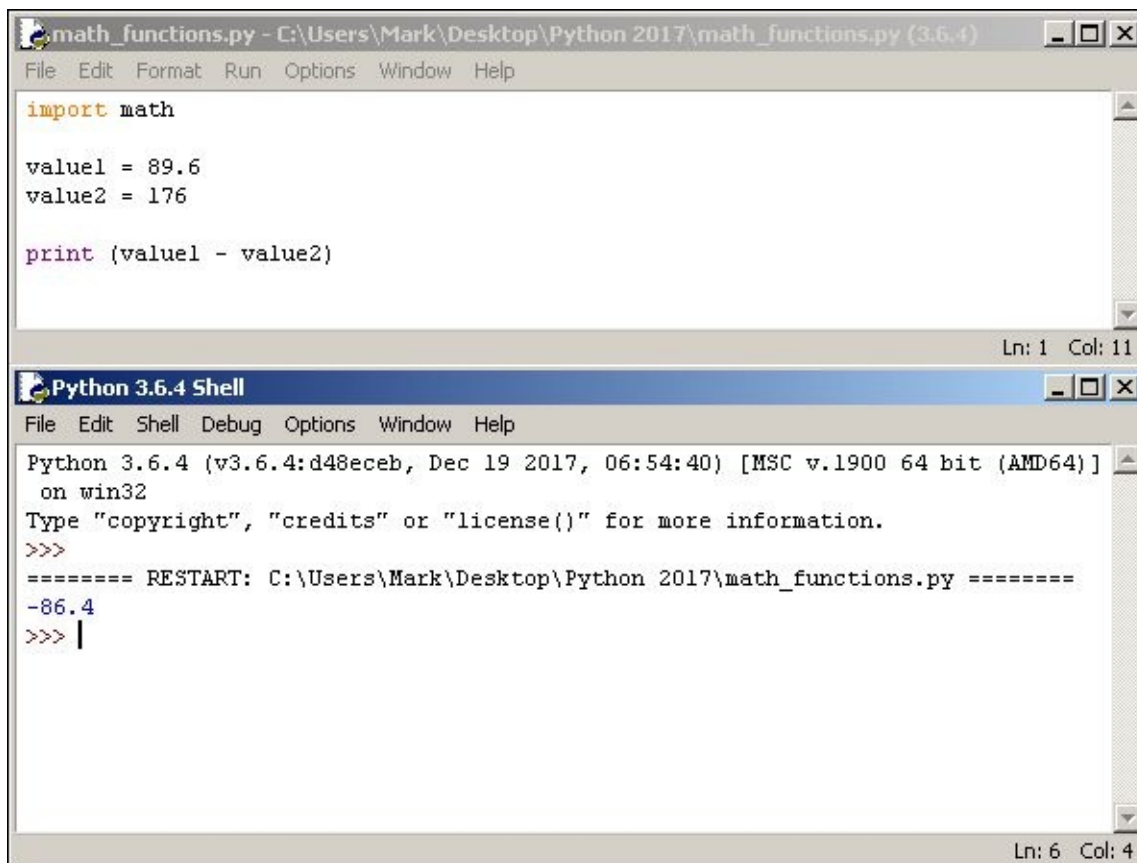 math_functions.py - C:\Users\Mark\Desktop\Python 2017\math_functions.py (3.6.4)
File Edit Format Run Options Window Help
import math
value1 = 89.6
value2 = 176
print (value1 - value2)
Ln: 1 Col: 11
Python 3.6.4 Shell
File Edit Shell Debug Options Window Help
Python 3.6.4 (v3.6.4:d48eceb, Dec 19 2017, 06:54:40) [MSC v.1900 64 bit (AMD64)]
on win32
Type "copyright", "credits" or "license()" for more information.
>>>
======== RESTART: C:\Users\Mark\Desktop\Python 2017\math_functions.py ========
-86.4
>>>
Ln: 6 Col: 4